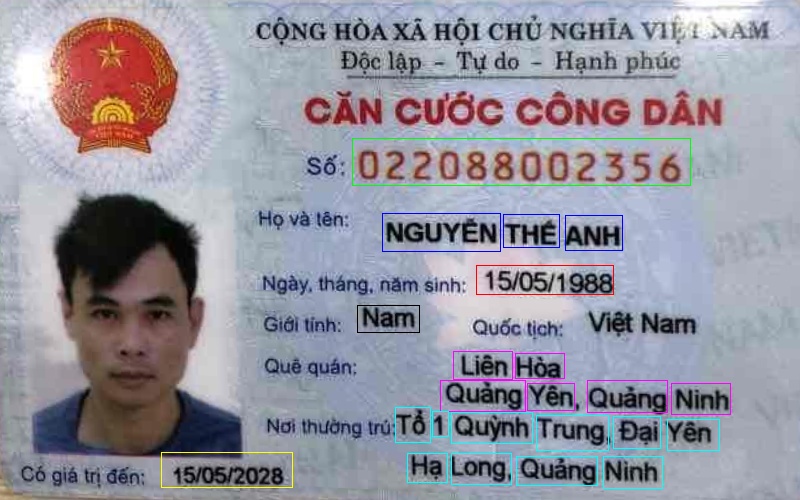 CỘNG HÒA XÃ HỘI CHỦ NGHĨA VIỆT NAM
Độc lập - Tự do - Hạnh phúc
CĂN CƯỚC CÔNG DÂN
Số: 022088002356
Họ và tên: NGUYỄN THẾ ANH
Ngày, tháng, năm sinh: 15/05/1988
Giới tính: Nam Quốc tịch: Việt Nam
Quê quán: Liên Hòa
Quảng Yên, Quảng Ninh
Nơi thường trú: Tổ 1 Quỳnh Trung, Đại Yên
Hạ Long, Quảng Ninh
Có giá trị đến: 15/05/2028